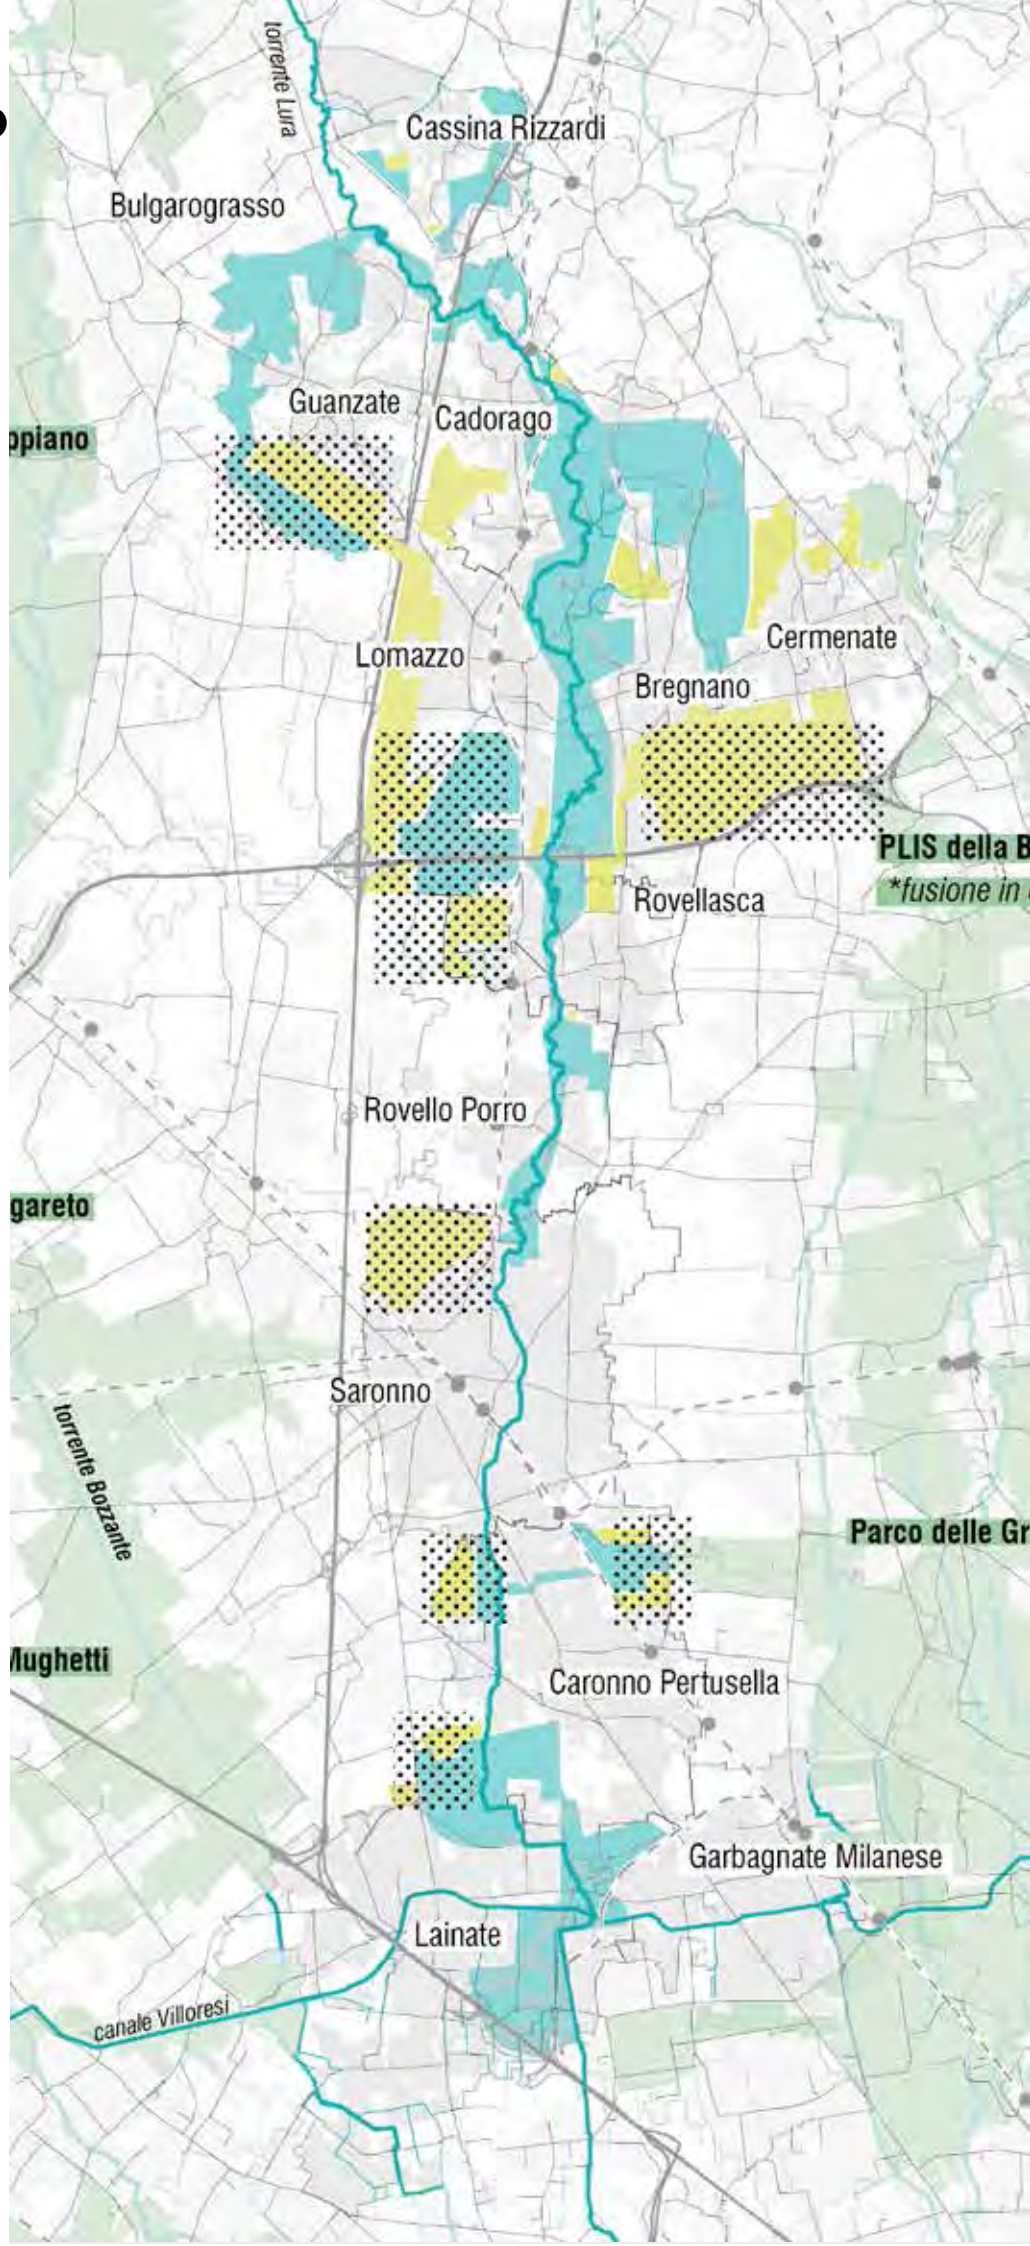 torrente Lura
Cassina Rizzardi
Bulgarograsso
Guanzate
Cadorago
ppiano
Cermenate
Lomazzo
Bregnano
PLIS della B
*fusione in
Rovellasca
Rovello Porro
gareto
Saronno
torrente Bozzante
Parco delle Gr
Mughetti
Caronno Pertusella
Garbagnate Milanese
Lainate
canale Villoresi